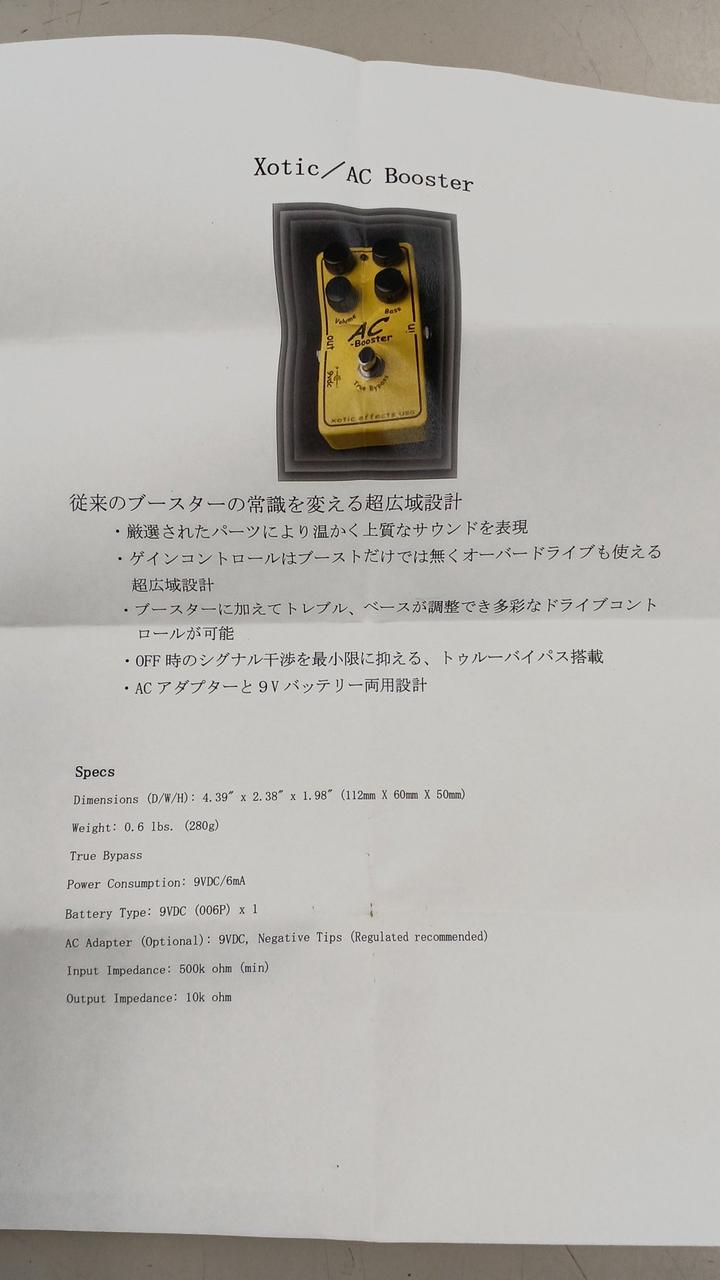 Xotic／AC Booster
Volume
Bass
AC
-Booster
out
in
9vdc
True Bypass
xotic effects usa
従来のブースターの常識を変える超広域設計
・厳選されたパーツにより温かく上質なサウンドを表現
・ゲインコントロールはブーストだけでは無くオーバードライブも使える
超広域設計
・ブースターに加えてトレブル、ベースが調整でき多彩なドライブコント
ロールが可能
・OFF 時のシグナル干渉を最小限に抑える、トゥルーバイパス搭載
・AC アダプターと９V バッテリー両用設計
Specs
Dimensions (D/W/H): 4.39″ x 2.38″ x 1.98″ (112mm X 60mm X 50mm)
Weight: 0.6 lbs. (280g)
True Bypass
Power Consumption: 9VDC/6mA
Battery Type: 9VDC (006P) x 1
AC Adapter (Optional): 9VDC, Negative Tips (Regulated recommended)
Input Impedance: 500k ohm (min)
Output Impedance: 10k ohm